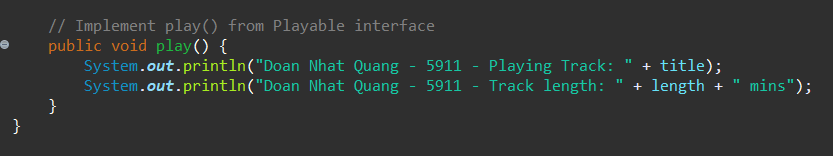 // Implement play() from Playable interface
public void play() {
System.out.println("Doan Nhat Quang - 5911 - Playing Track: " + title);
System.out.println("Doan Nhat Quang - 5911 - Track length: " + length + " mins");
}
}